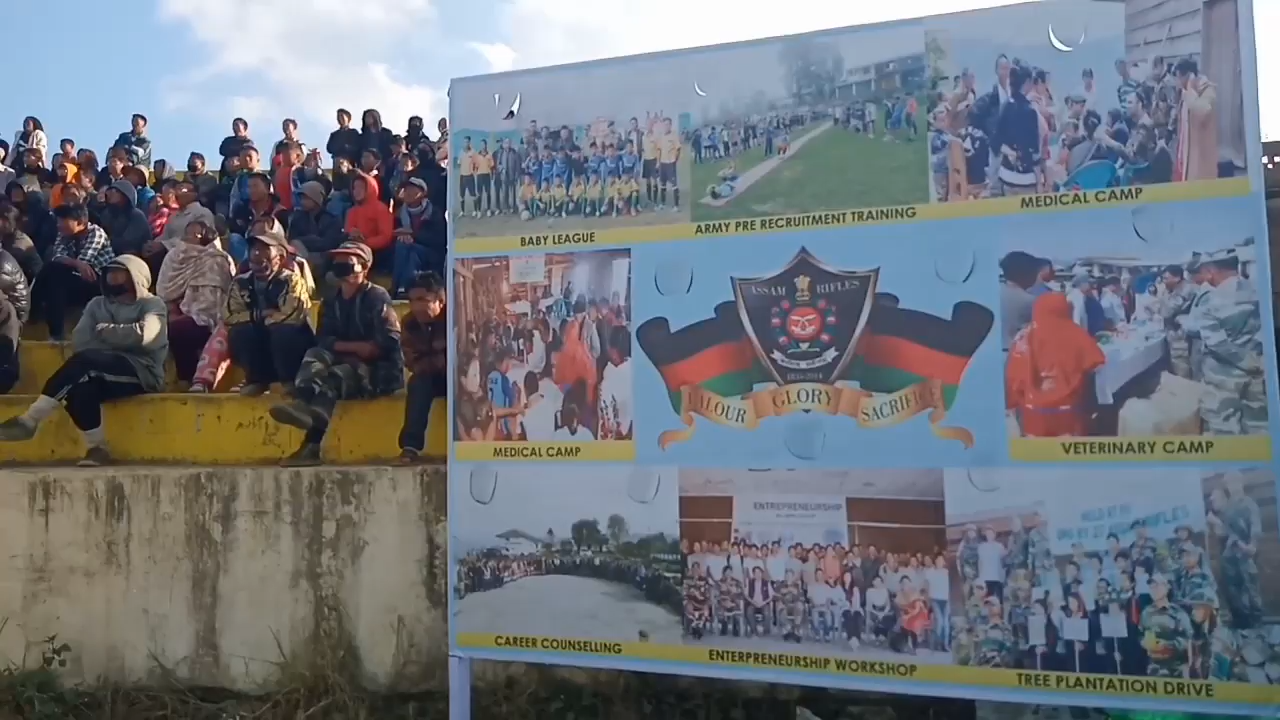 BABY LEAGUE
ARMY PRE RECRUITMENT TRAINING
MEDICAL CAMP
MEDICAL CAMP
ASSAM RIFLES
VALOUR GLORY SACRIFICE
VETERINARY CAMP
CAREER COUNSELLING
ENTREPRENEURSHIP
ENTERPRENEURSHIP WORKSHOP
TREE PLANTATION DRIVE